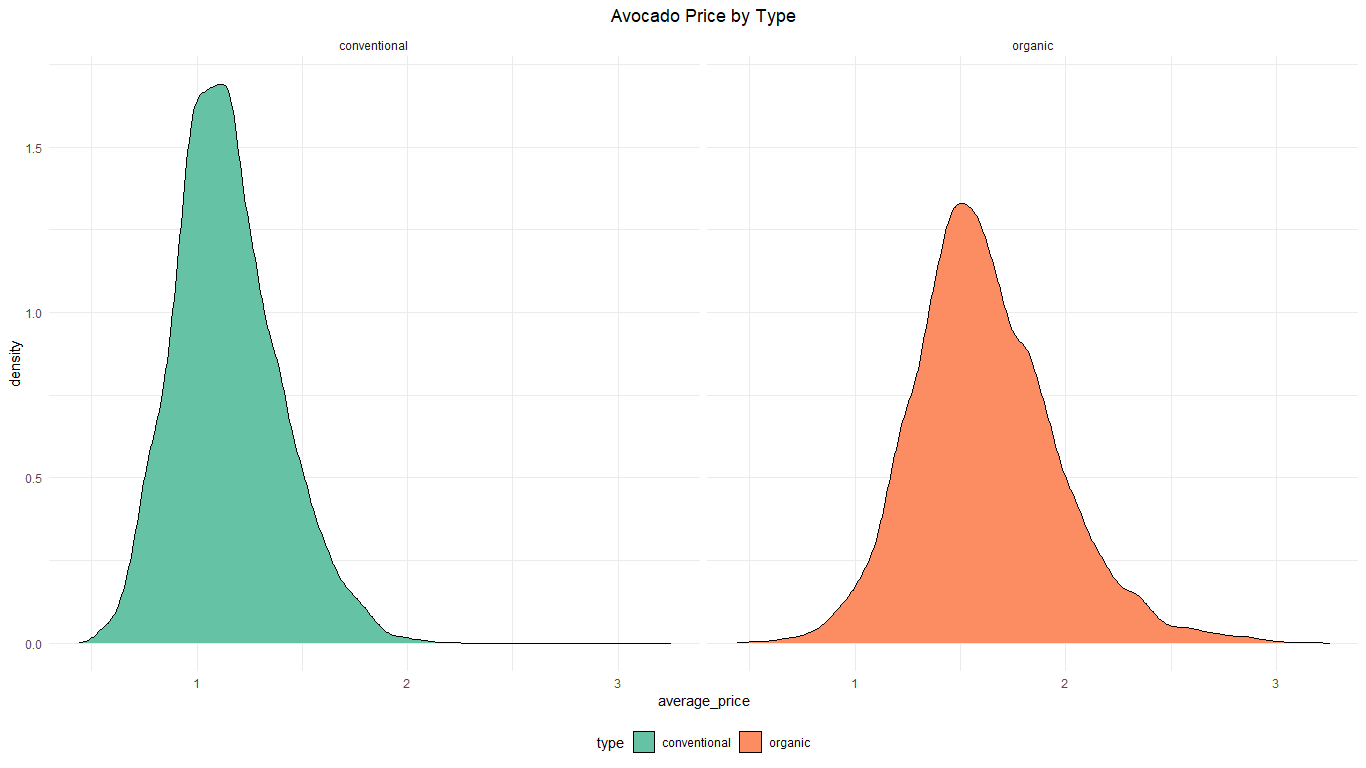 Avocado Price by Type
conventional
organic
density
1.5
1.0
0.5
0.0
1 2 3
1 2 3
average_price
type conventional organic